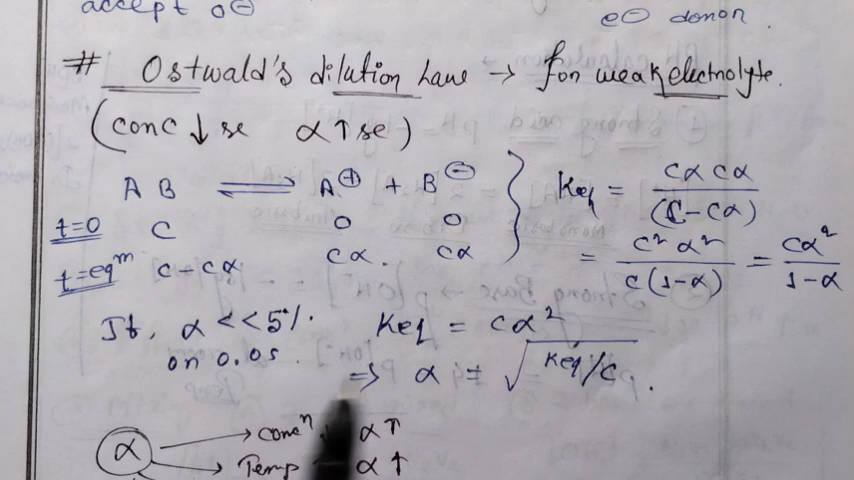 accept e⊖
e⊖ donor.
# Ostwald's dilution Law → for weak electrolyte.
(conc ↓ se α↑ se)
A B ⇌ A⊕ + B⊖ } Keq = CαCα / (C-Cα)
t=0 C 0 0
= C²α² / C(1-α) = Cα² / 1-α
t=eqᵐ C-Cα Cα. Cα
If, α <<5%. Keq = Cα²
or 0.05.
⇒ α = √Keq/C.
α → concⁿ α↑
→ Temp α↑